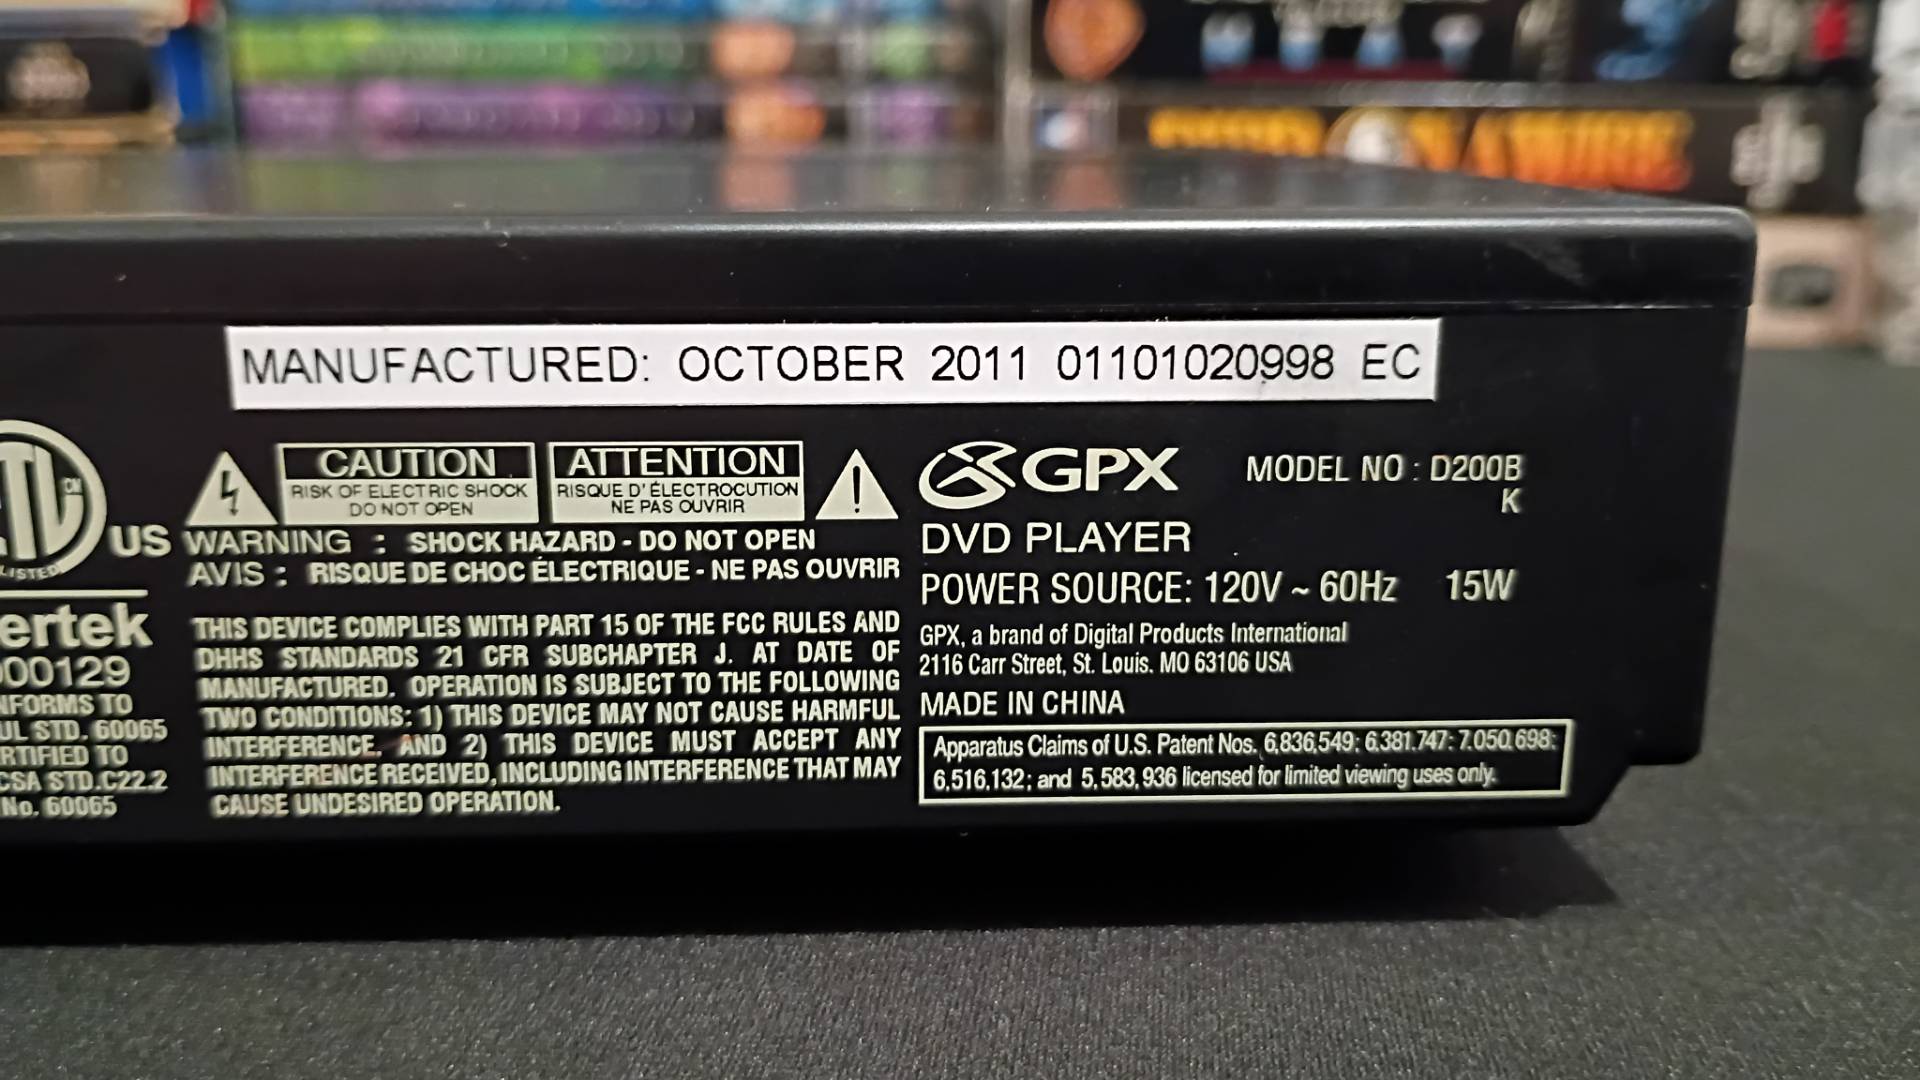 MANUFACTURED: OCTOBER 2011 01101020998 EC
US
LISTED
CAUTION
RISK OF ELECTRIC SHOCK
DO NOT OPEN
ATTENTION
RISQUE D'ÉLECTROCUTION
NE PAS OUVRIR
WARNING : SHOCK HAZARD - DO NOT OPEN
AVIS : RISQUE DE CHOC ÉLECTRIQUE - NE PAS OUVRIR
THIS DEVICE COMPLIES WITH PART 15 OF THE FCC RULES AND
DHHS STANDARDS 21 CFR SUBCHAPTER J. AT DATE OF
MANUFACTURED. OPERATION IS SUBJECT TO THE FOLLOWING
TWO CONDITIONS: 1) THIS DEVICE MAY NOT CAUSE HARMFUL
INTERFERENCE. AND 2) THIS DEVICE MUST ACCEPT ANY
INTERFERENCE RECEIVED, INCLUDING INTERFERENCE THAT MAY
CAUSE UNDESIRED OPERATION.
ertek
000129
NFORMS TO
UL STD. 60065
RTIFIED TO
CSA STD.C22.2
No. 60065
GPX MODEL NO : D200B
K
DVD PLAYER
POWER SOURCE: 120V ~ 60Hz 15W
GPX, a brand of Digital Products International
2116 Carr Street, St. Louis. MO 63106 USA
MADE IN CHINA
Apparatus Claims of U.S. Patent Nos. 6,836,549; 6,381,747; 7,050,698;
6,516,132; and 5,583,936 licensed for limited viewing uses only.